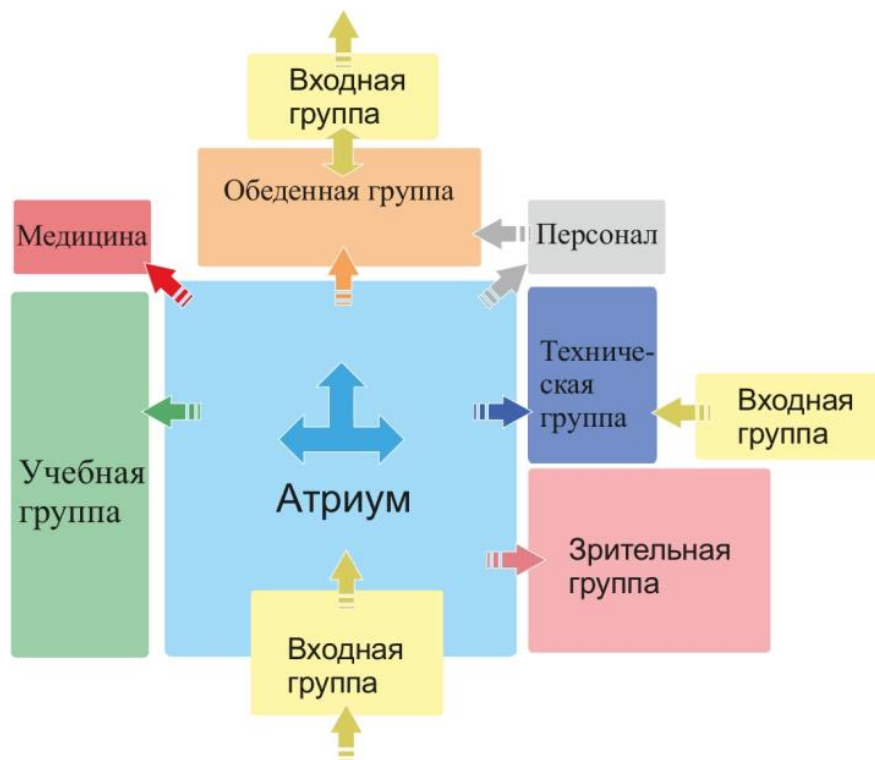 Входная
группа
Обеденная группа
Медицина
Персонал
Техниче-
ская
группа
Входная
группа
Учебная
группа
Атриум
Зрительная
группа
Входная
группа